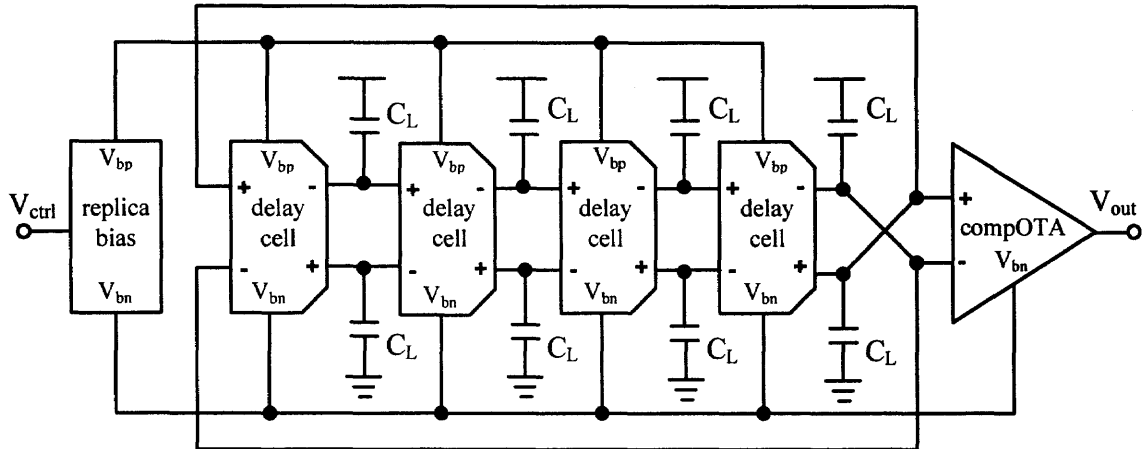 V_ctrl
V_bp
replica
bias
V_bn
+
V_bp
-
delay
cell
-
+
V_bn
C_L
C_L
+
V_bp
-
delay
cell
-
+
V_bn
C_L
C_L
+
V_bp
-
delay
cell
-
+
V_bn
C_L
C_L
+
V_bp
-
delay
cell
-
+
V_bn
C_L
C_L
+
compOTA
-
V_bn
V_out